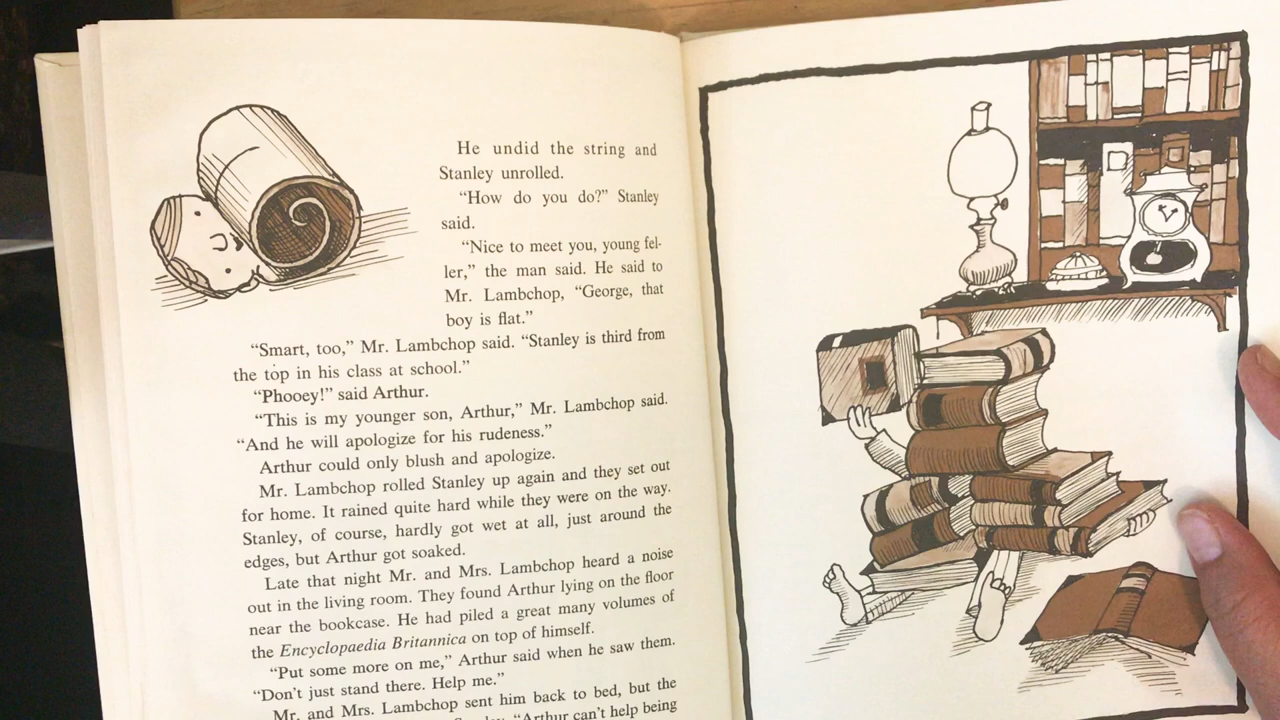 He undid the string and
Stanley unrolled.
“How do you do?” Stanley
said.
“Nice to meet you, young fel-
ler,” the man said. He said to
Mr. Lambchop, “George, that
boy is flat.”
“Smart, too,” Mr. Lambchop said. “Stanley is third from
the top in his class at school.”
“Phooey!” said Arthur.
“This is my younger son, Arthur,” Mr. Lambchop said.
“And he will apologize for his rudeness.”
Arthur could only blush and apologize.
Mr. Lambchop rolled Stanley up again and they set out
for home. It rained quite hard while they were on the way.
Stanley, of course, hardly got wet at all, just around the
edges, but Arthur got soaked.
Late that night Mr. and Mrs. Lambchop heard a noise
out in the living room. They found Arthur lying on the floor
near the bookcase. He had piled a great many volumes of
the Encyclopaedia Britannica on top of himself.
“Put some more on me,” Arthur said when he saw them.
“Don't just stand there. Help me.”
Mr. and Mrs. Lambchop sent him back to bed, but the
“Arthur can't help being